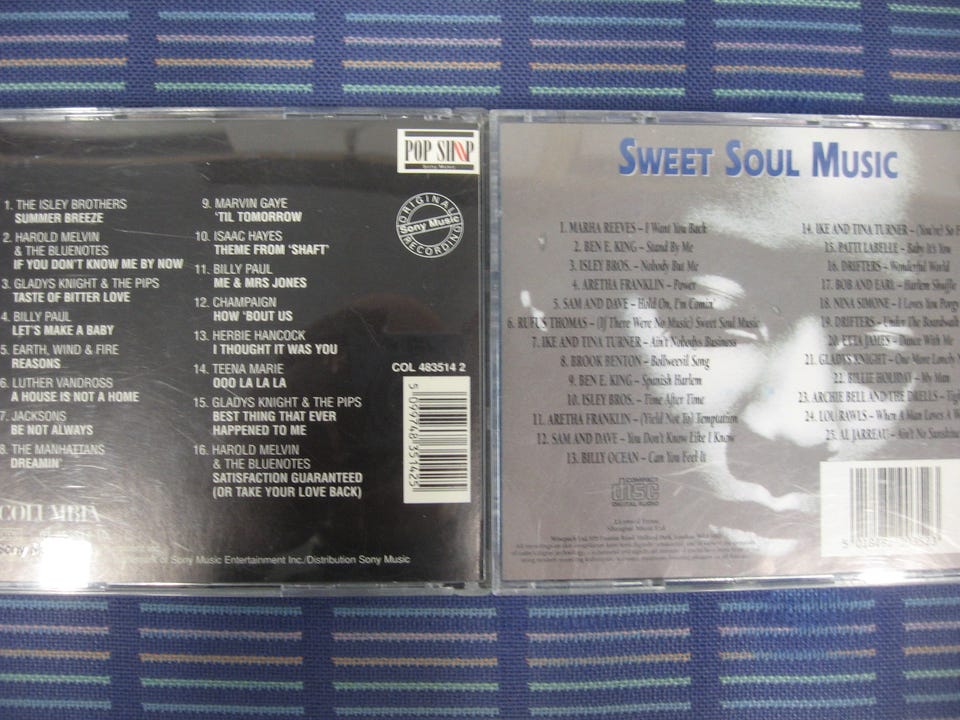 POP SHOP
SONY MUSIC
ORIGINAL
Sony Music
RECORDING
1. THE ISLEY BROTHERS
SUMMER BREEZE
2. HAROLD MELVIN
& THE BLUENOTES
IF YOU DON'T KNOW ME BY NOW
3. GLADYS KNIGHT & THE PIPS
TASTE OF BITTER LOVE
4. BILLY PAUL
LET'S MAKE A BABY
5. EARTH, WIND & FIRE
REASONS
6. LUTHER VANDROSS
A HOUSE IS NOT A HOME
7. JACKSONS
BE NOT ALWAYS
8. THE MANHATTANS
DREAMIN'
9. MARVIN GAYE
'TIL TOMORROW
10. ISAAC HAYES
THEME FROM 'SHAFT'
11. BILLY PAUL
ME & MRS JONES
12. CHAMPAIGN
HOW 'BOUT US
13. HERBIE HANCOCK
I THOUGHT IT WAS YOU
14. TEENA MARIE
OOO LA LA LA
15. GLADYS KNIGHT & THE PIPS
BEST THING THAT EVER
HAPPENED TO ME
16. HAROLD MELVIN
& THE BLUENOTES
SATISFACTION GUARANTEED
(OR TAKE YOUR LOVE BACK)
COL 483514 2
5 099748 351425
COLUMBIA
Sony
of Sony Music Entertainment Inc./Distribution Sony Music
SWEET SOUL MUSIC
1. MARHA REEVES – I Want You Back
2. BEN E. KING – Stand By Me
3. ISLEY BROS. – Nobody But Me
4. ARETHA FRANKLIN – Power
5. SAM AND DAVE – Hold On, I'm Comin'
6. RUFUS THOMAS – (If There Were No Music) Sweet Soul Music
7. IKE AND TINA TURNER – Ain't Nobodys Business
8. BROOK BENTON – Bollweevil Song
9. BEN E. KING – Spanish Harlem
10. ISLEY BROS. – Time After Time
11. ARETHA FRANKLIN – (Yield Not To) Temptation
12. SAM AND DAVE – You Don't Know Like I Know
13. BILLY OCEAN – Can You Feel It
14. IKE AND TINA TURNER – (You're) So
15. PATTI LABELLE – Baby It's You
16. DRIFTERS – Wonderful World
17. BOB AND EARL – Harlem Shuffle
18. NINA SIMONE – I Loves You Porgy
19. DRIFTERS – Under The Boardwalk
20. ETTA JAMES – Dance With Me
21. GLADYS KNIGHT – One More Lonely
22. BILLIE HOLIDAY – My Man
23. ARCHIE BELL AND THE DRELLS –
24. LOU RAWLS – When A Man Loves A
25. AL JARREAU – Ain't No Sunshine
COMPACT
disc
DIGITAL AUDIO